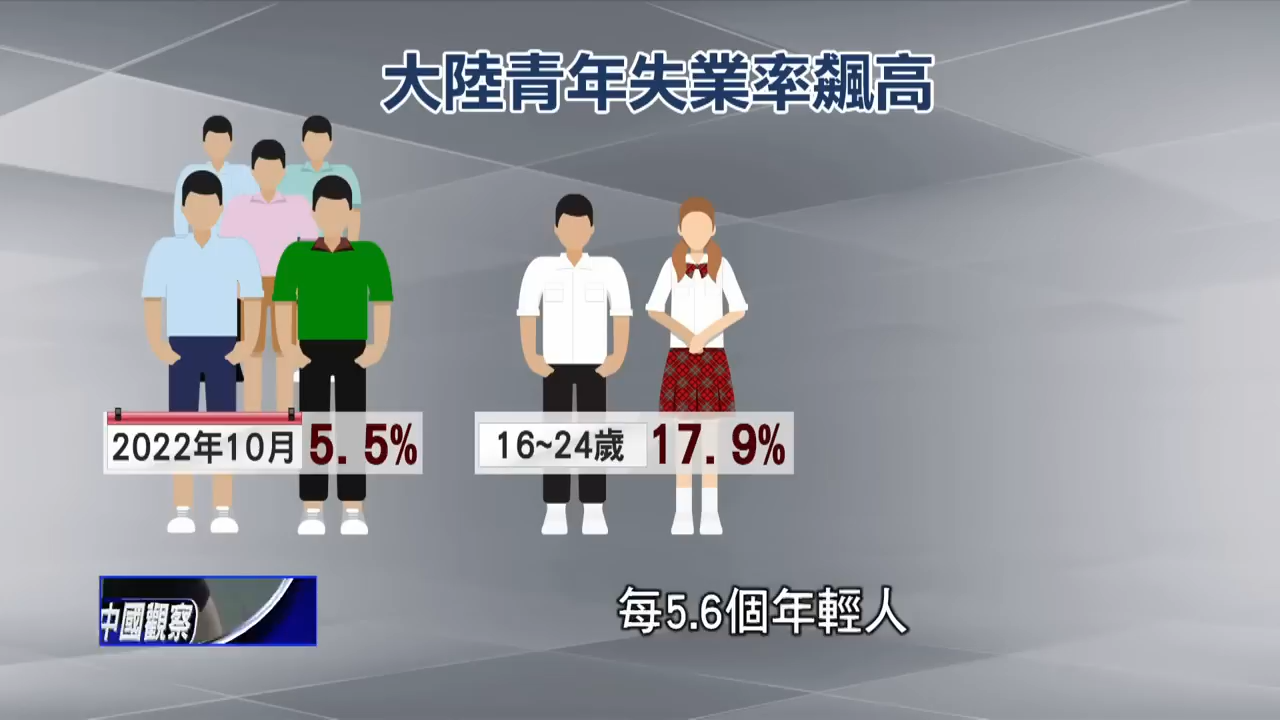 大陸青年失業率飆高
2022年10月 5.5%
16~24歲 17.9%
中國觀察
每5.6個年輕人